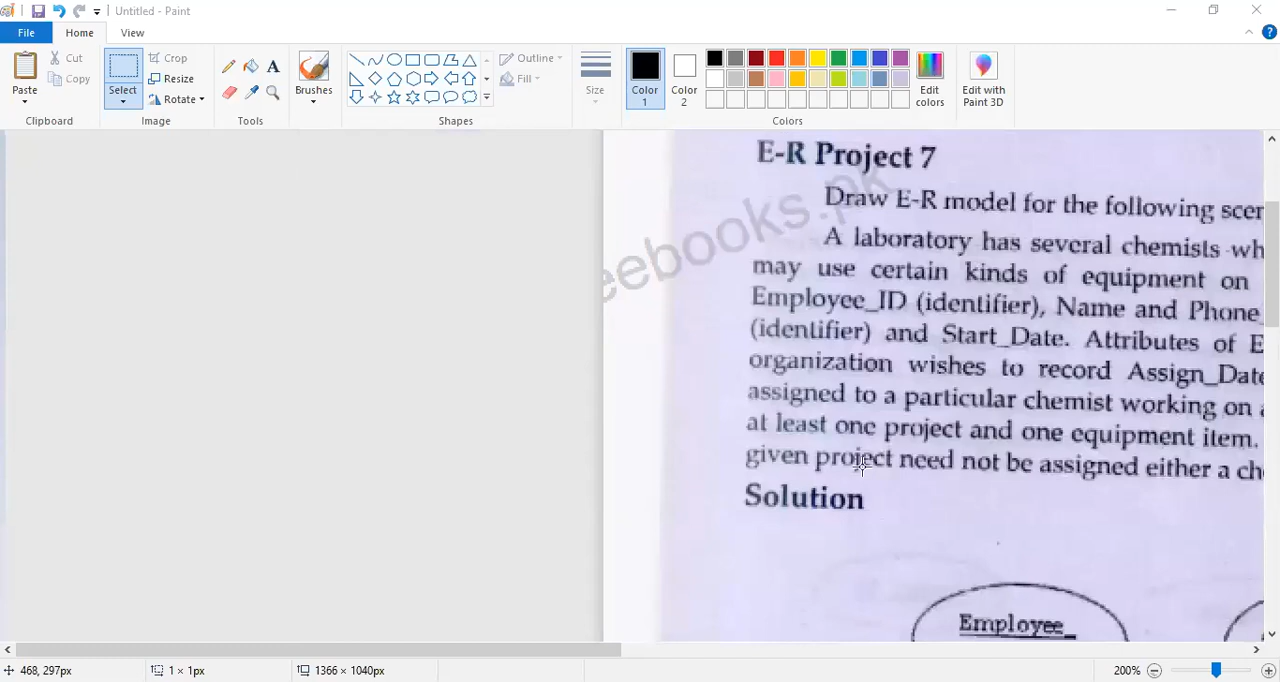 Untitled - Paint
File
Home
View
Paste
Cut
Copy
Clipboard
Select
Crop
Resize
Rotate
Image
Tools
Brushes
Outline
Fill
Shapes
Size
Color 1
Color 2
Edit colors
Colors
Edit with Paint 3D
eebooks.pk
E-R Project 7
Draw E-R model for the following scer
A laboratory has several chemists wh
may use certain kinds of equipment on
Employee_ID (identifier), Name and Phone_
(identifier) and Start_Date. Attributes of E
organization wishes to record Assign_Date
assigned to a particular chemist working on a
at least one project and one equipment item.
given project need not be assigned either a ch
Solution
Employee
468, 297px
1 × 1px
1366 × 1040px
200%